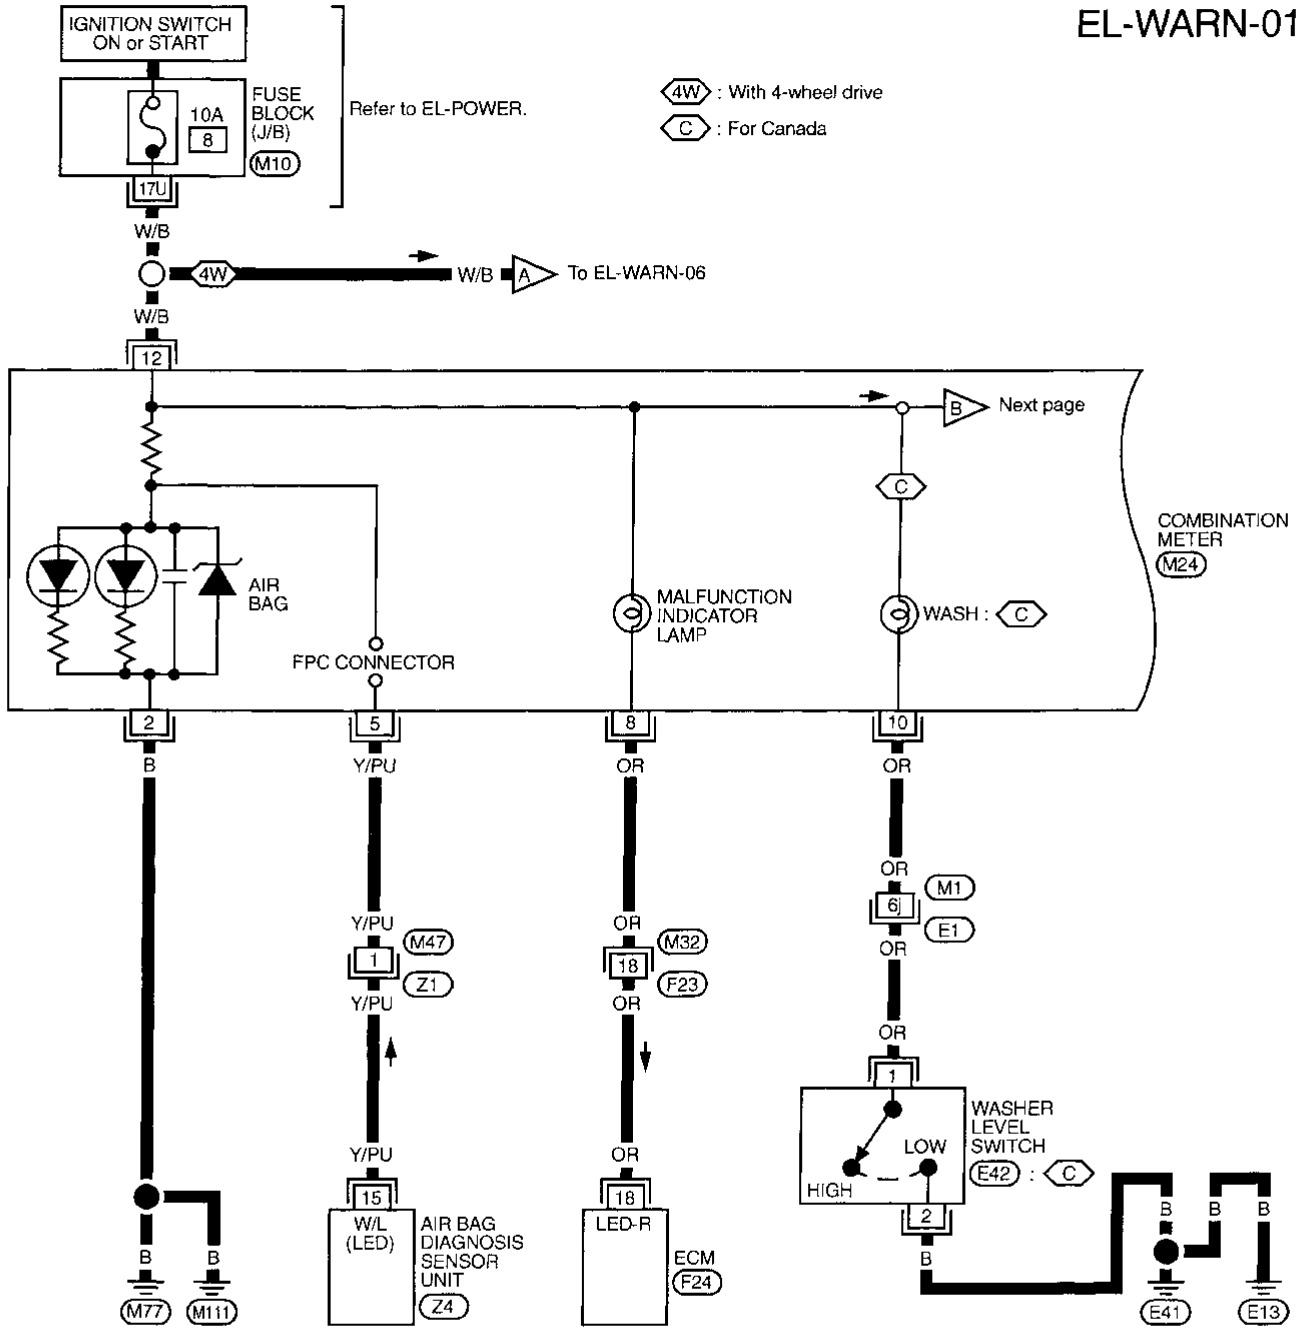 EL-WARN-01
IGNITION SWITCH
ON or START
FUSE
BLOCK
(J/B)
M10
10A
8
Refer to EL-POWER.
4W : With 4-wheel drive
C : For Canada
17U
W/B
4W
W/B
A
To EL-WARN-06
W/B
12
B
Next page
C
COMBINATION
METER
M24
AIR
BAG
MALFUNCTION
INDICATOR
LAMP
WASH : C
FPC CONNECTOR
2
5
8
10
B
Y/PU
OR
OR
OR
6j
M1
E1
OR
Y/PU
1
M47
Z1
Y/PU
OR
18
M32
F23
OR
OR
1
WASHER
LEVEL
SWITCH
E42 : C
LOW
HIGH
2
Y/PU
15
W/L
(LED)
AIR BAG
DIAGNOSIS
SENSOR
UNIT
Z4
OR
18
LED-R
ECM
F24
B
B
M77
M111
B
B
B
B
E41
E13